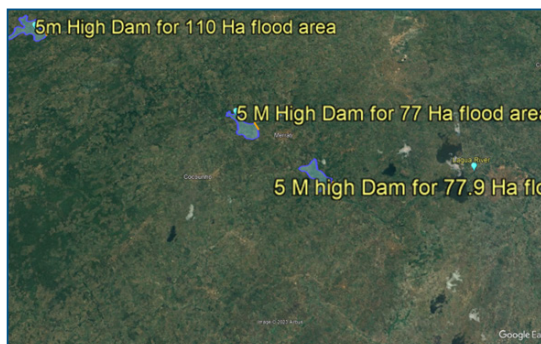 5m High Dam for 110 Ha flood area
5 M High Dam for 77 Ha flood area
5 M high Dam for 77.9 Ha flo
Google Ea